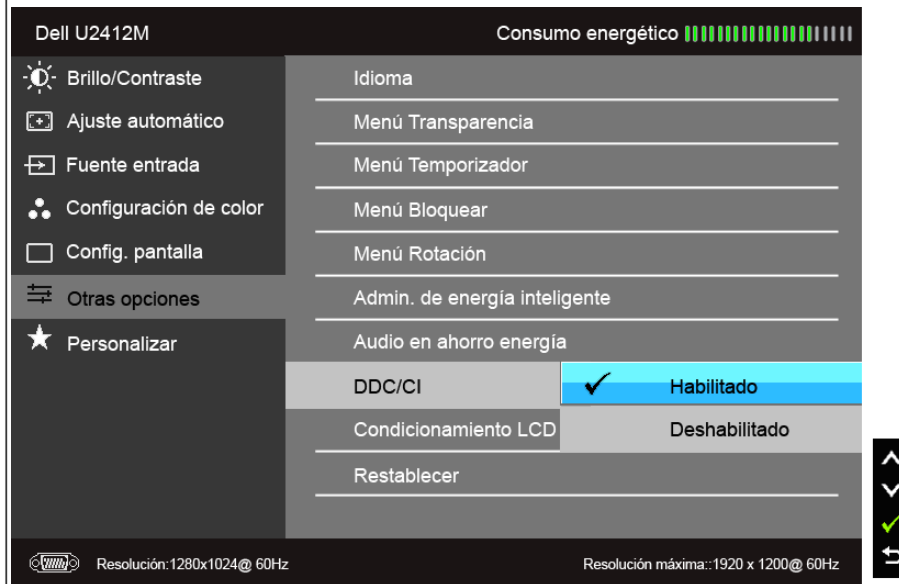 Dell U2412M
Consumo energético
Brillo/Contraste
Ajuste automático
Fuente entrada
Configuración de color
Config. pantalla
Otras opciones
Personalizar
Idioma
Menú Transparencia
Menú Temporizador
Menú Bloquear
Menú Rotación
Admin. de energía inteligente
Audio en ahorro energía
DDC/CI
Habilitado
Deshabilitado
Condicionamiento LCD
Restablecer
Resolución:1280x1024@ 60Hz
Resolución máxima::1920 x 1200@ 60Hz